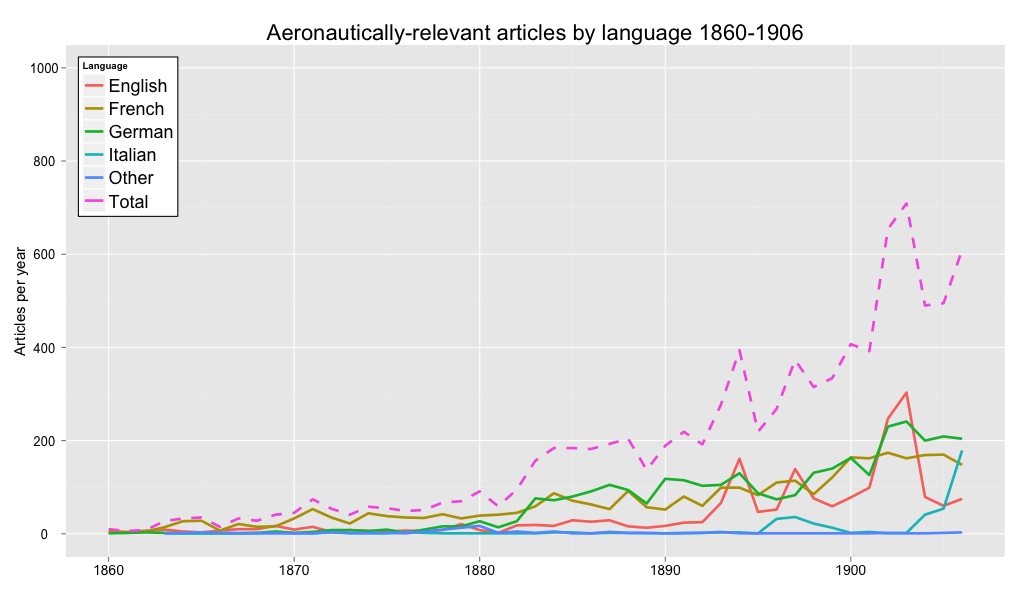 Aeronautically-relevant articles by language 1860-1906
Language
English
French
German
Italian
Other
Total
Articles per year
1000
800
600
400
200
0
1860 1870 1880 1890 1900